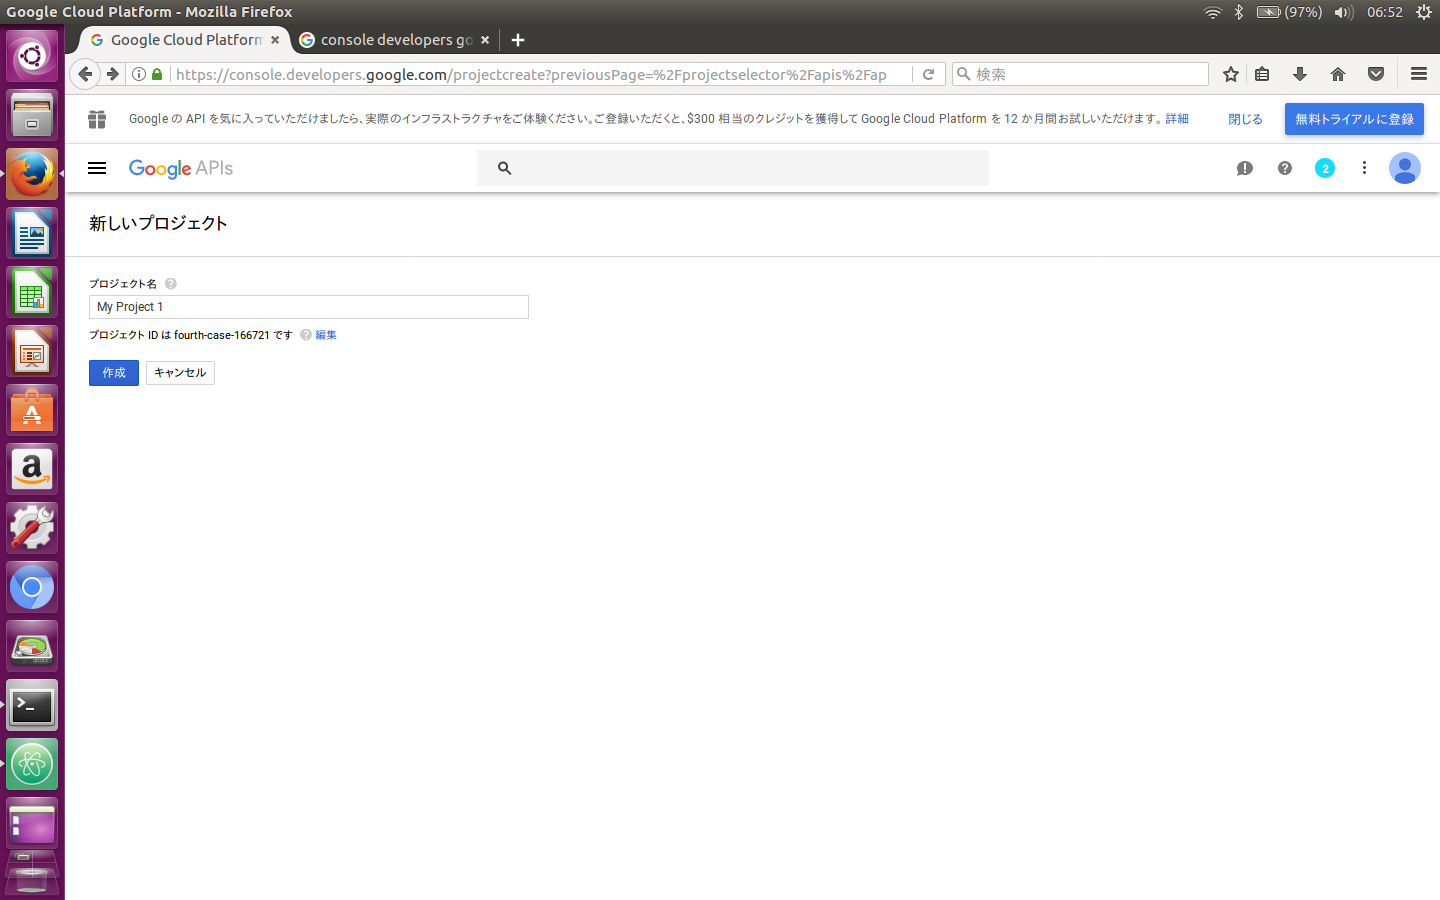 Google Cloud Platform - Mozilla Firefox
(97%) 06:52
Google Cloud Platform
console developers go
https://console.developers.google.com/projectcreate?previousPage=%2Fprojectselector%2Fapis%2Fap
検索
Google の API を気に入っていただけましたら、実際のインフラストラクチャをご体験ください。ご登録いただくと、$300 相当のクレジットを獲得して Google Cloud Platform を 12 か月間お試しいただけます。 詳細
閉じる
無料トライアルに登録
Google APIs
2
新しいプロジェクト
プロジェクト名
My Project 1
プロジェクト ID は fourth-case-166721 です 編集
作成
キャンセル